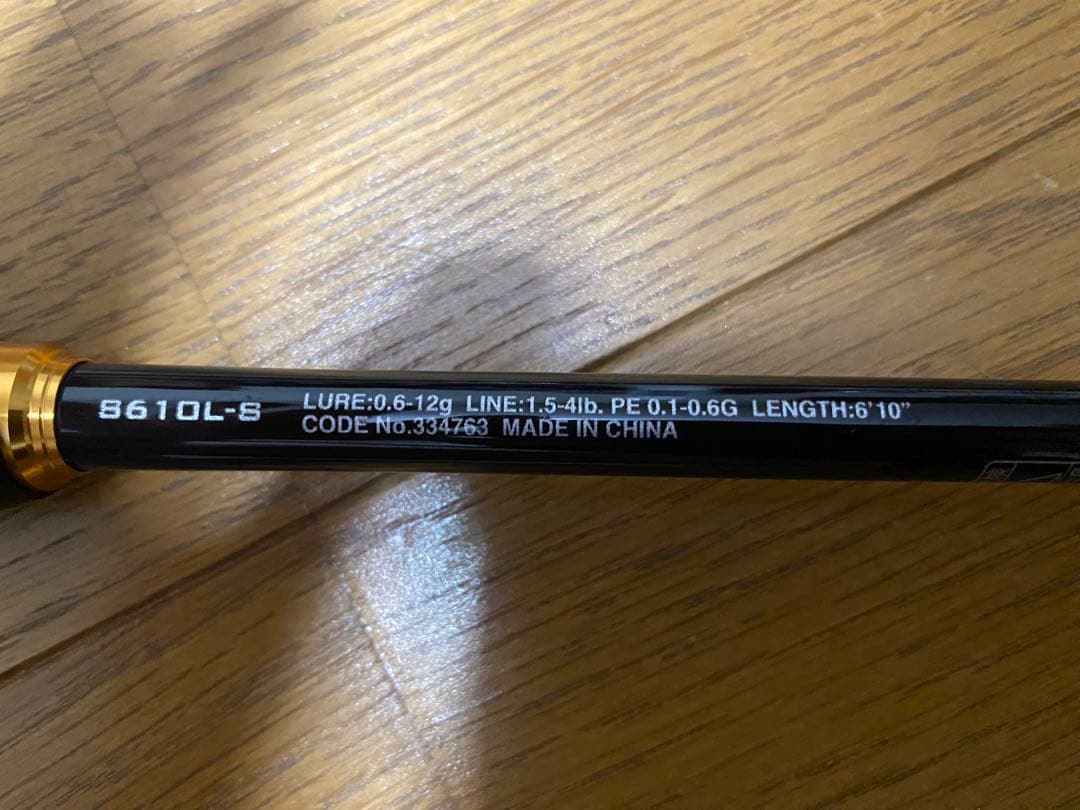 S610L-S LURE:0.6-12g LINE:1.5-4lb. PE 0.1-0.6G LENGTH:6'10"
CODE No.334763 MADE IN CHINA